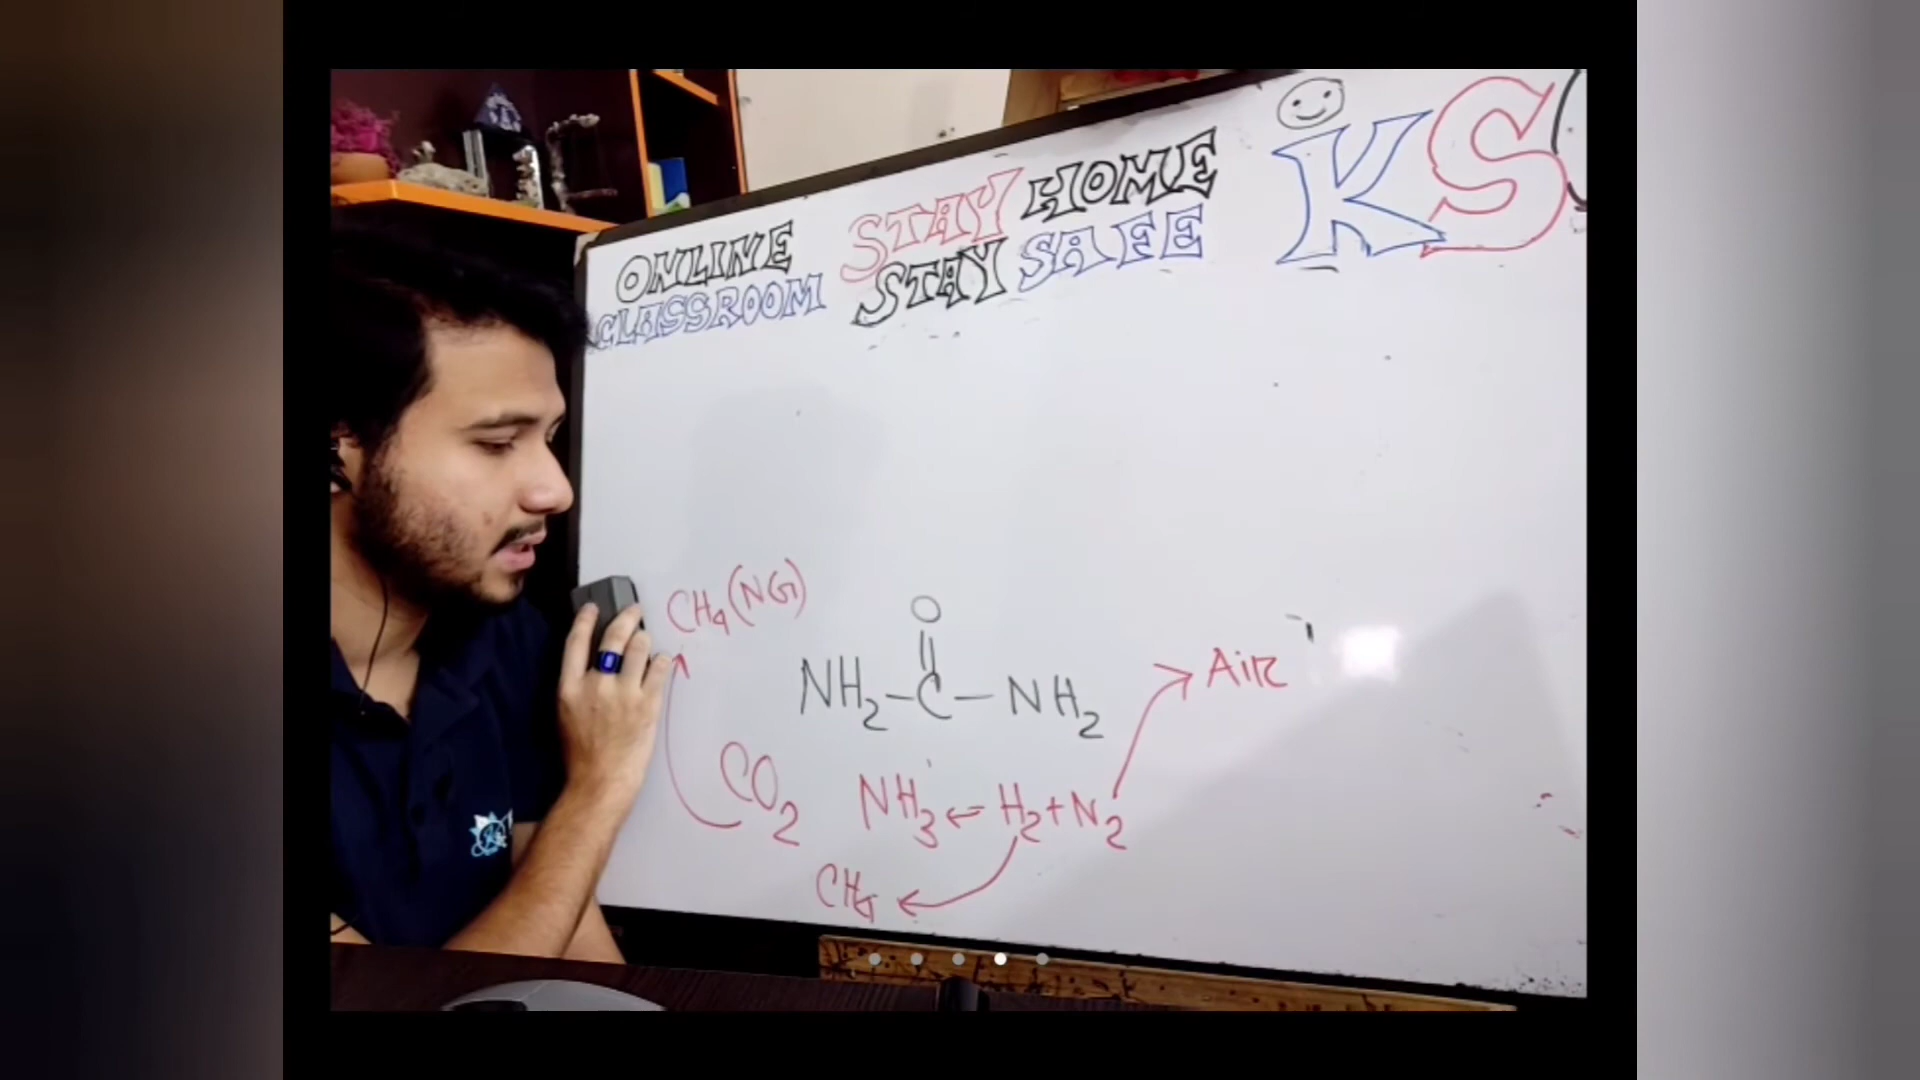 ONLINE
CLASSROOM
STAY HOME
STAY SAFE
KS
CH4 (NG)
O
||
NH2-C-NH2
Air
CO2
NH3 ← H2+N2
CH4